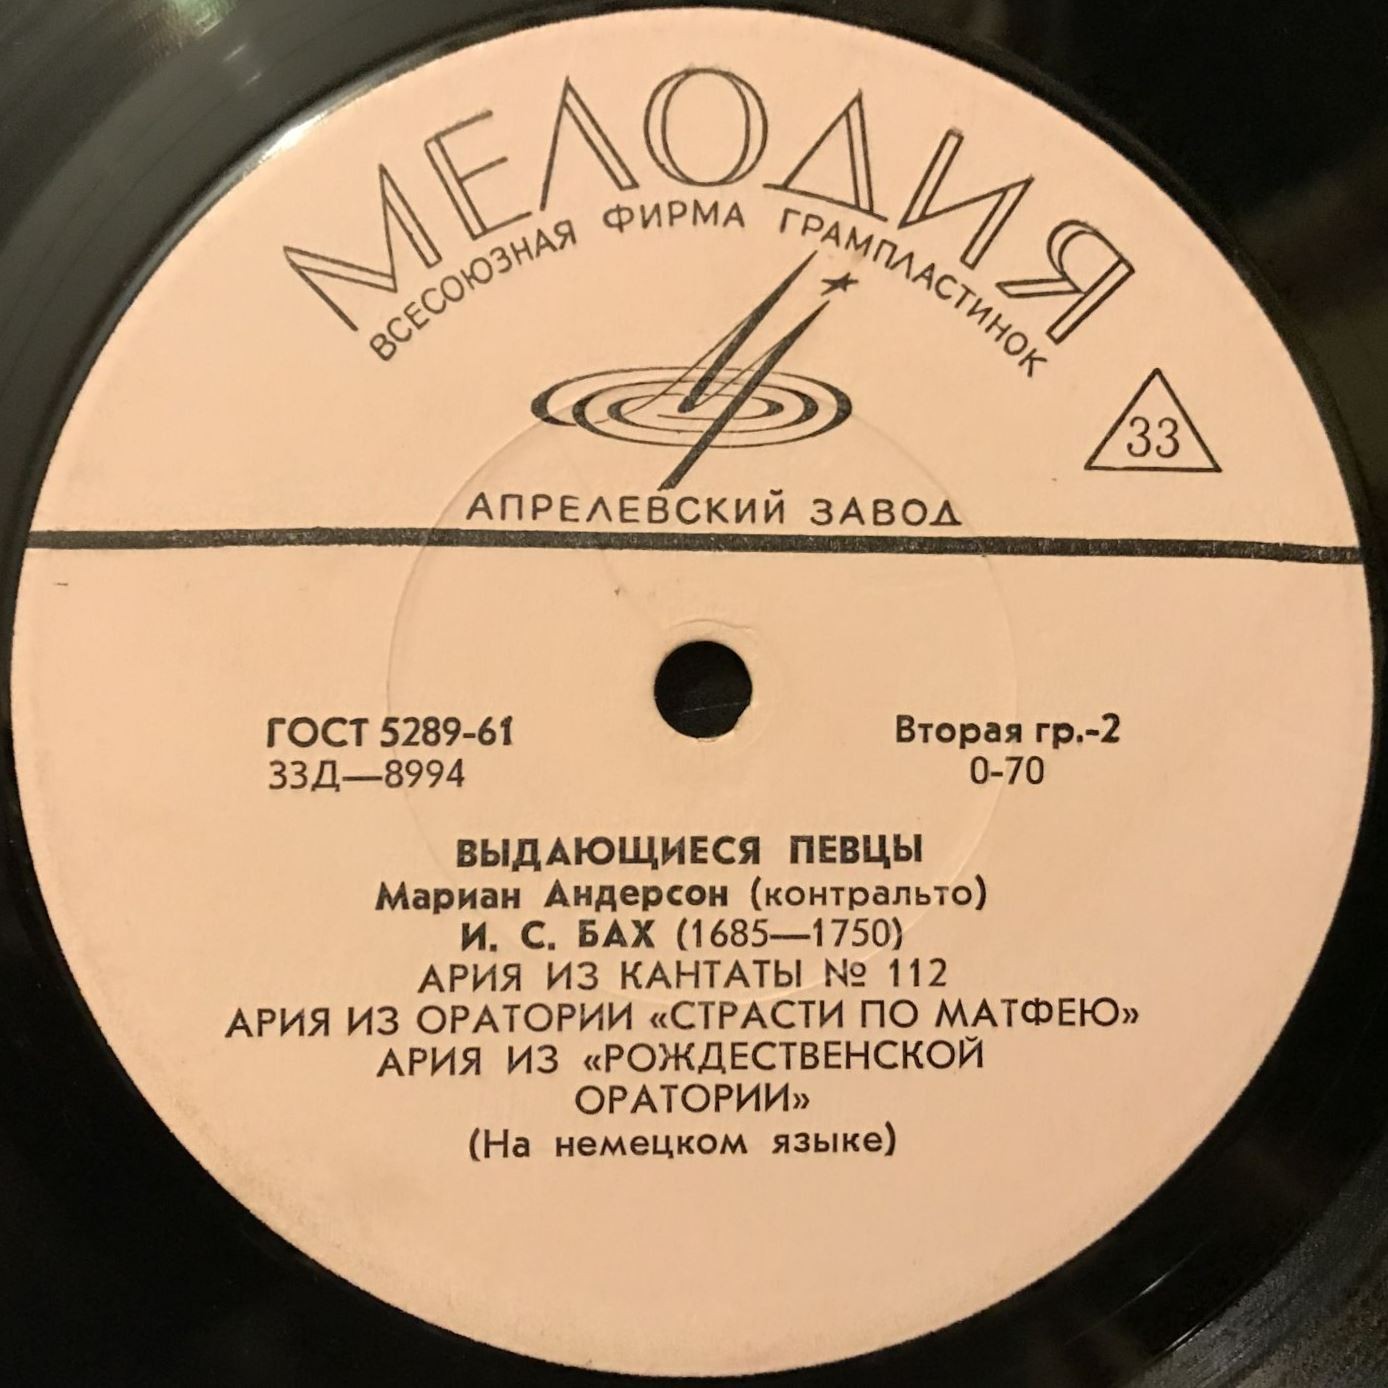 МЕЛОДИЯ
ВСЕСОЮЗНАЯ ФИРМА ГРАМПЛАСТИНОК
33
АПРЕЛЕВСКИЙ ЗАВОД
ГОСТ 5289-61
33Д—8994
Вторая гр.-2
0-70
ВЫДАЮЩИЕСЯ ПЕВЦЫ
Мариан Андерсон (контральто)
И. С. БАХ (1685—1750)
АРИЯ ИЗ КАНТАТЫ № 112
АРИЯ ИЗ ОРАТОРИИ «СТРАСТИ ПО МАТФЕЮ»
АРИЯ ИЗ «РОЖДЕСТВЕНСКОЙ
ОРАТОРИИ»
(На немецком языке)